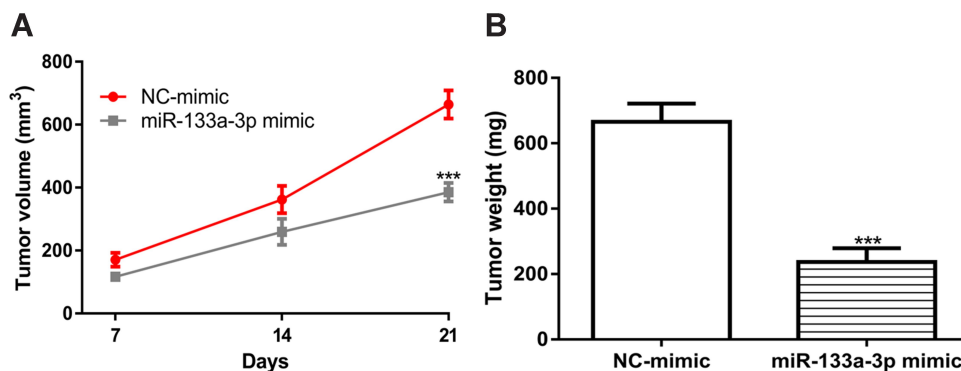 A
Tumor volume (mm³)
800
600
400
200
0
NC-mimic
miR-133a-3p mimic
***
7
14
21
Days
B
Tumor weight (mg)
800
600
400
200
0
***
NC-mimic
miR-133a-3p mimic